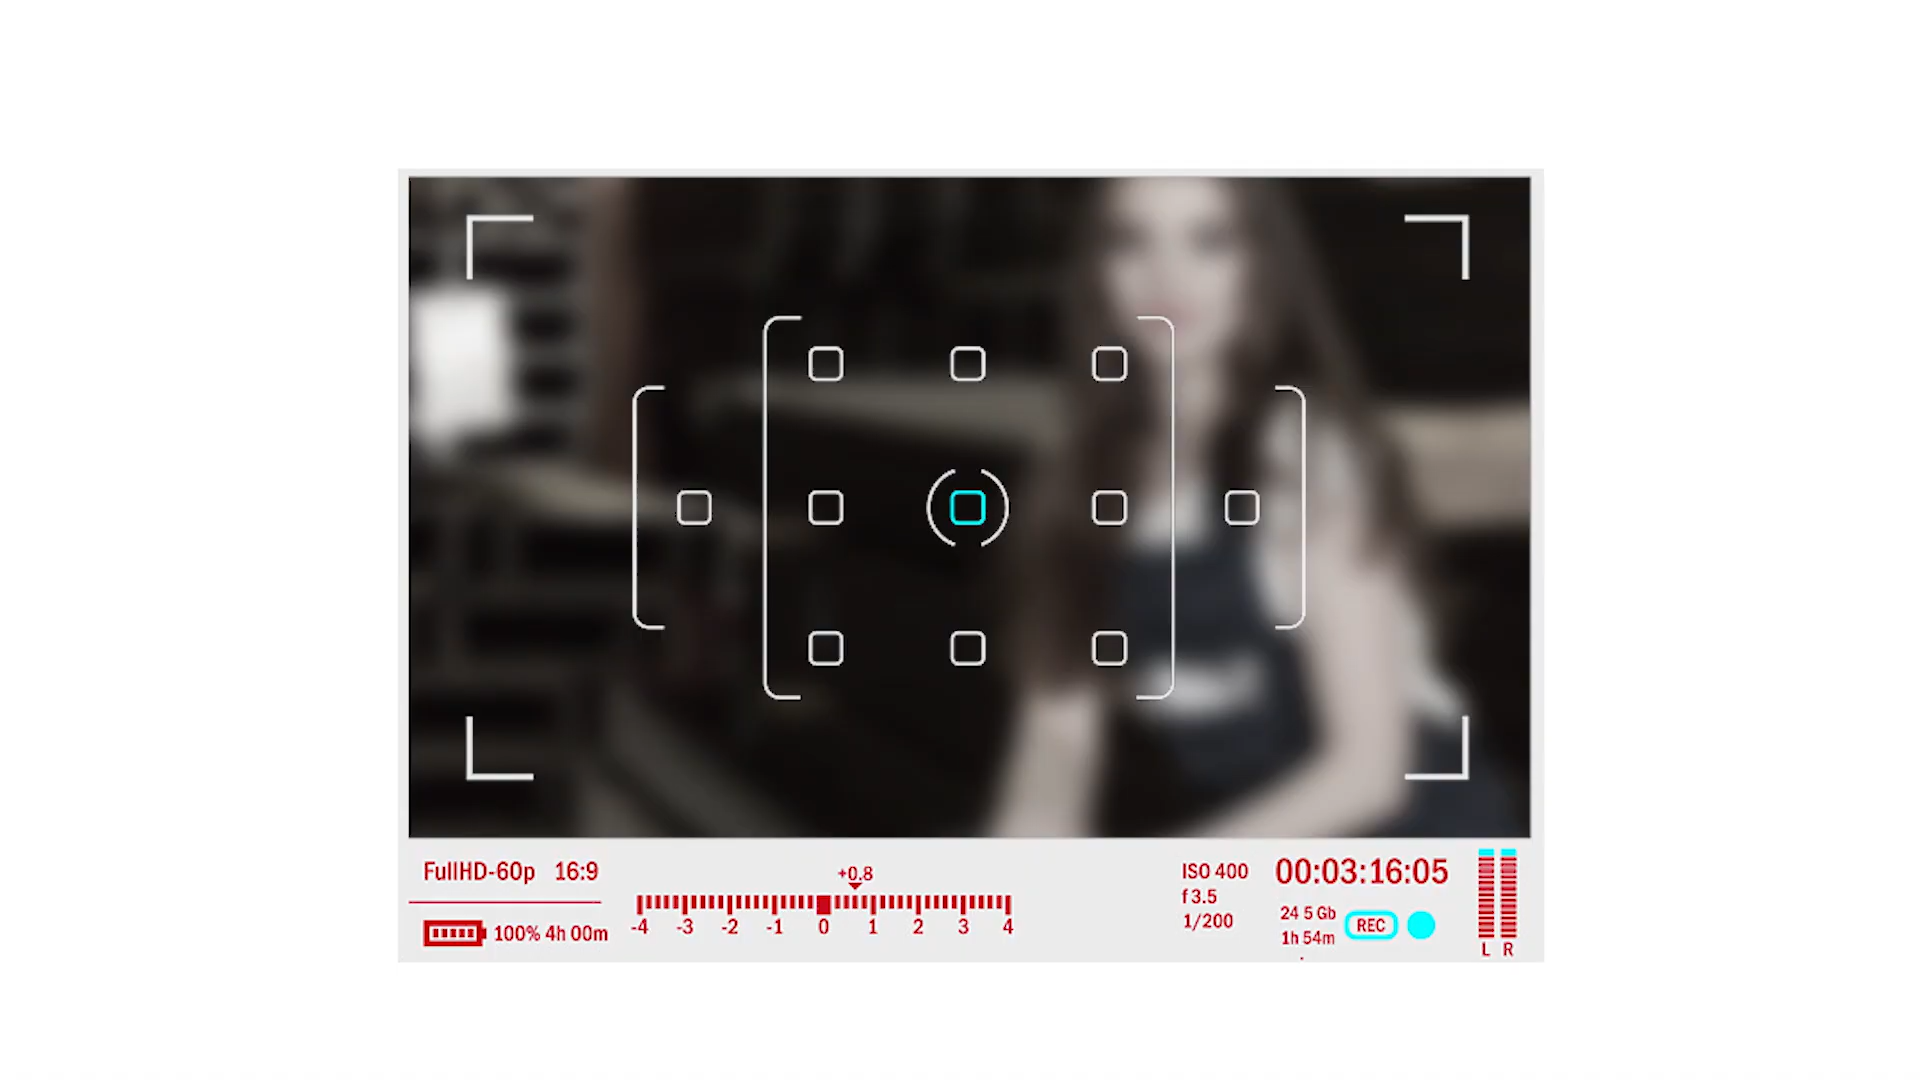 FullHD-60p 16:9
100% 4h 00m
+0.8
-4 -3 -2 -1 0 1 2 3 4
ISO 400
f 3.5
1/200
00:03:16:05
24 5 Gb
1h 54m
REC
L R